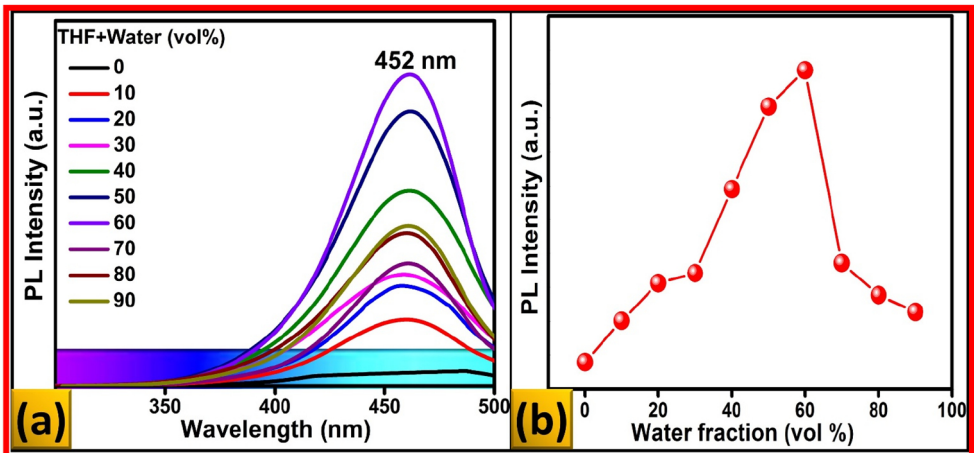 THF+Water (vol%)
0
10
20
30
40
50
60
70
80
90
452 nm
PL Intensity (a.u.)
350
400
450
500
Wavelength (nm)
(a)
PL Intensity (a.u.)
0
20
40
60
80
100
Water fraction (vol %)
(b)